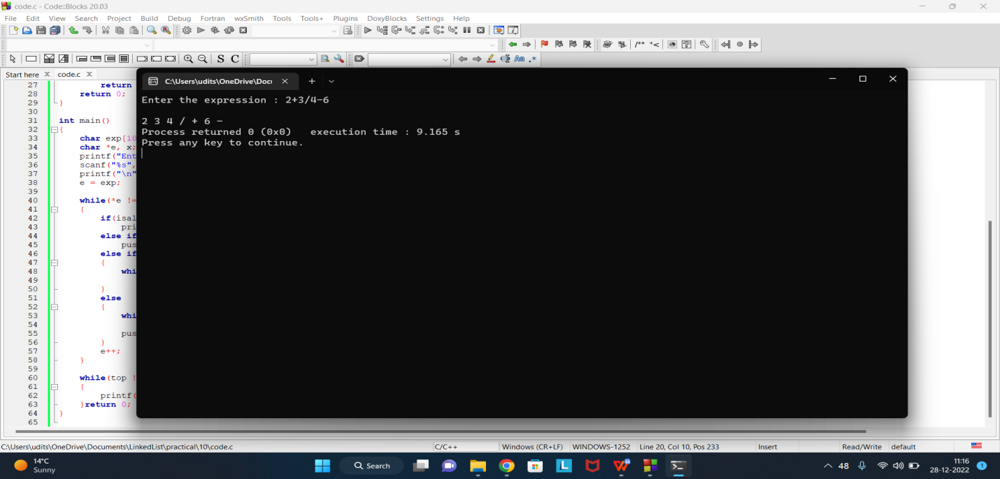 code.c - Code::Blocks 20.03
File Edit View Search Project Build Debug Fortran wxSmith Tools Tools+ Plugins DoxyBlocks Settings Help
/** *<
S C
Aa .*
Start here code.c
C:\Users\udits\OneDrive\Docu
27 return
28 return 0;
29 }
30
31 int main()
32 {
33 char exp[10
34 char *e, x;
35 printf("Ent
36 scanf("%s",
37 printf("\n"
38 e = exp;
39
40 while(*e !=
41 {
42 if(isal
43 pri
44 else if
45 pus
46 else if
47 {
48 whi
49
50 }
51 else
52 {
53 whi
54
55 pus
56 }
57 e++;
58 }
59
60 while(top !
61 {
62 printf(
63 }return 0;
64 }
65
Enter the expression : 2+3/4-6
2 3 4 / + 6 -
Process returned 0 (0x0) execution time : 9.165 s
Press any key to continue.
C:\Users\udits\OneDrive\Documents\LinkedList\practical\10\code.c C/C++ Windows (CR+LF) WINDOWS-1252 Line 20, Col 10, Pos 233 Insert Read/Write default
14°C
Sunny
Search
L
W
48
11:16
28-12-2022
1